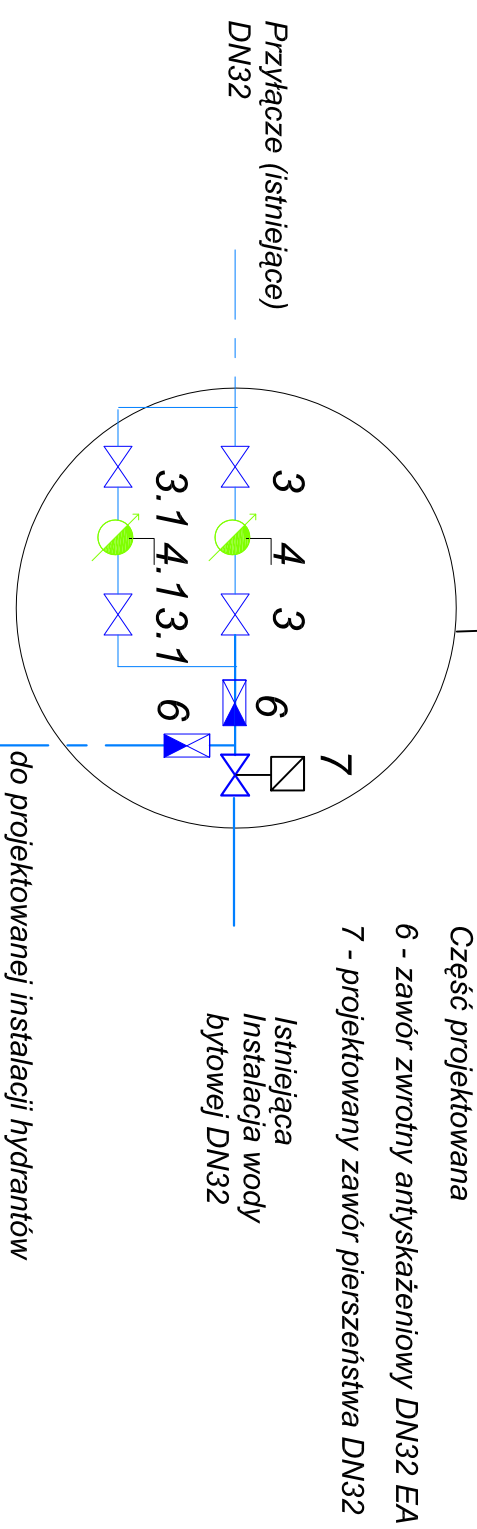 Część projektowana
6 - zawór zwrotny antyskażeniowy DN32 EA
7 - projektowany zawór pierszeństwa DN32
Przyłącze (istniejące)
DN32
3
4
3
6
7
3.1
4.1
3.1
6
Istniejąca
Instalacja wody
bytowej DN32
do projektowanej instalacji hydrantów